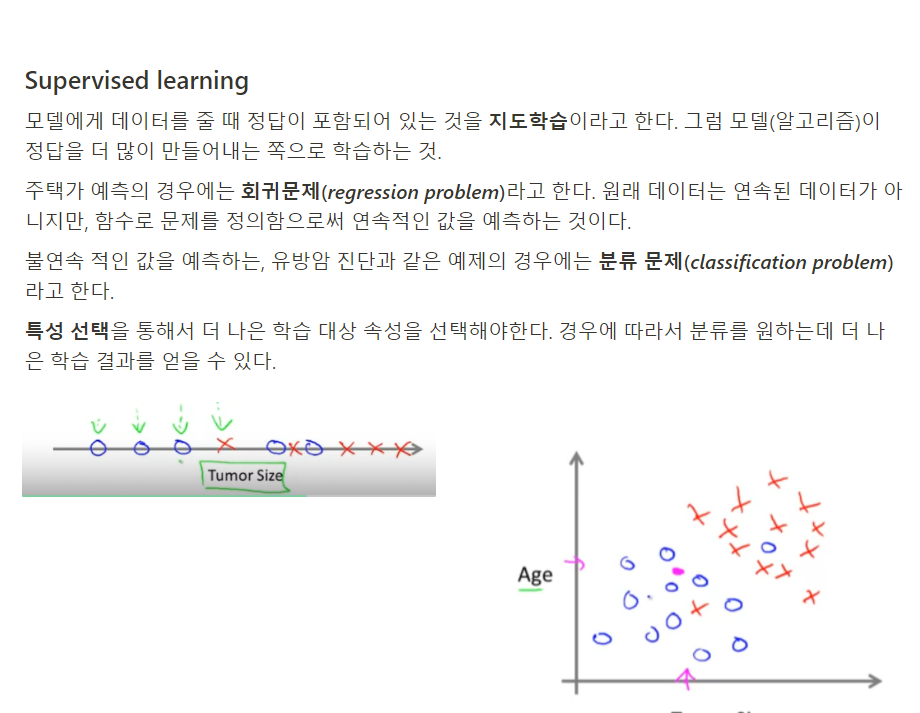 Supervised learning
모델에게 데이터를 줄 때 정답이 포함되어 있는 것을 지도학습이라고 한다. 그럼 모델(알고리즘)이
정답을 더 많이 만들어내는 쪽으로 학습하는 것.
주택가 예측의 경우에는 회귀문제(regression problem)라고 한다. 원래 데이터는 연속된 데이터가 아
니지만, 함수로 문제를 정의함으로써 연속적인 값을 예측하는 것이다.
불연속 적인 값을 예측하는, 유방암 진단과 같은 예제의 경우에는 분류 문제(classification problem)
라고 한다.
특성 선택을 통해서 더 나은 학습 대상 속성을 선택해야한다. 경우에 따라서 분류를 원하는데 더 나
은 학습 결과를 얻을 수 있다.
Tumor Size
Age